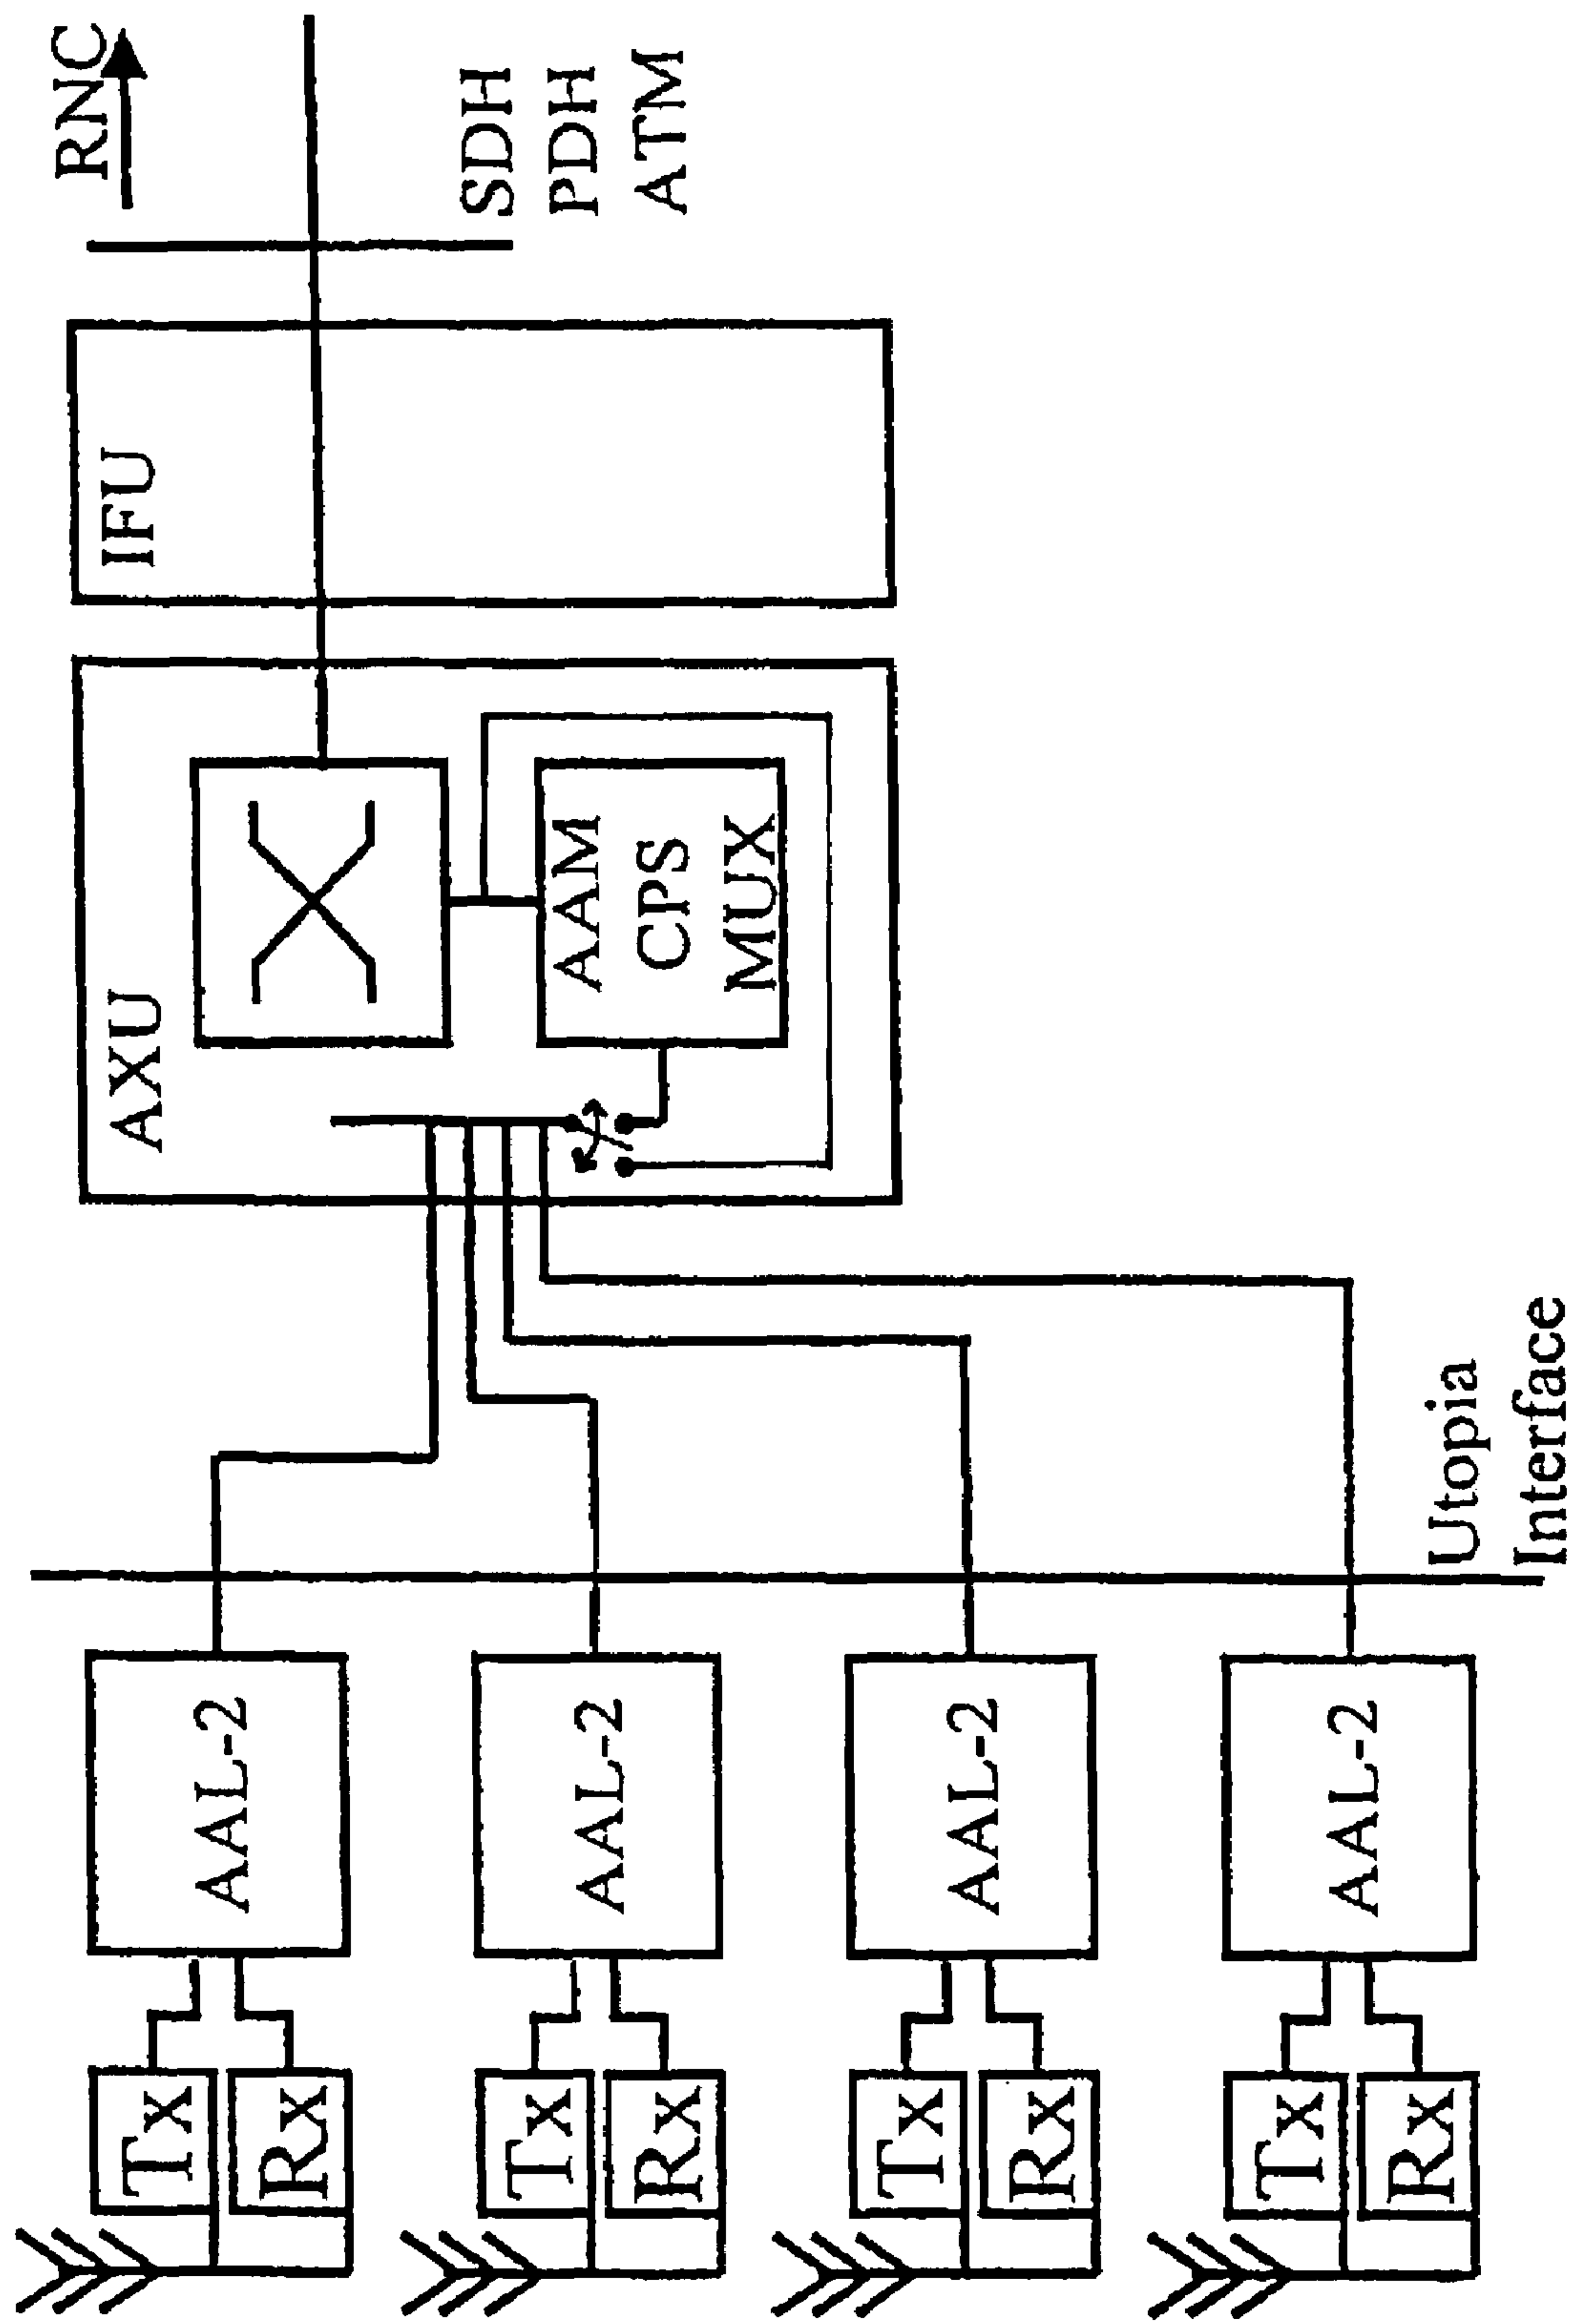 RNC
SDH
PDH
ATM
IFU
AXU
AAM
CPS
MUX
Utopia
Interface
AAL-2
AAL-2
AAL-2
AAL-2
Tx
Rx
Tx
Rx
Tx
Rx
Tx
Rx